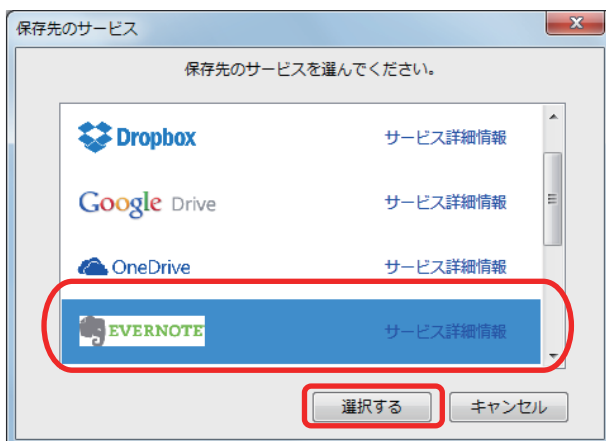 保存先のサービス
保存先のサービスを選んでください。
Dropbox サービス詳細情報
Google Drive サービス詳細情報
OneDrive サービス詳細情報
EVERNOTE サービス詳細情報
選択する キャンセル